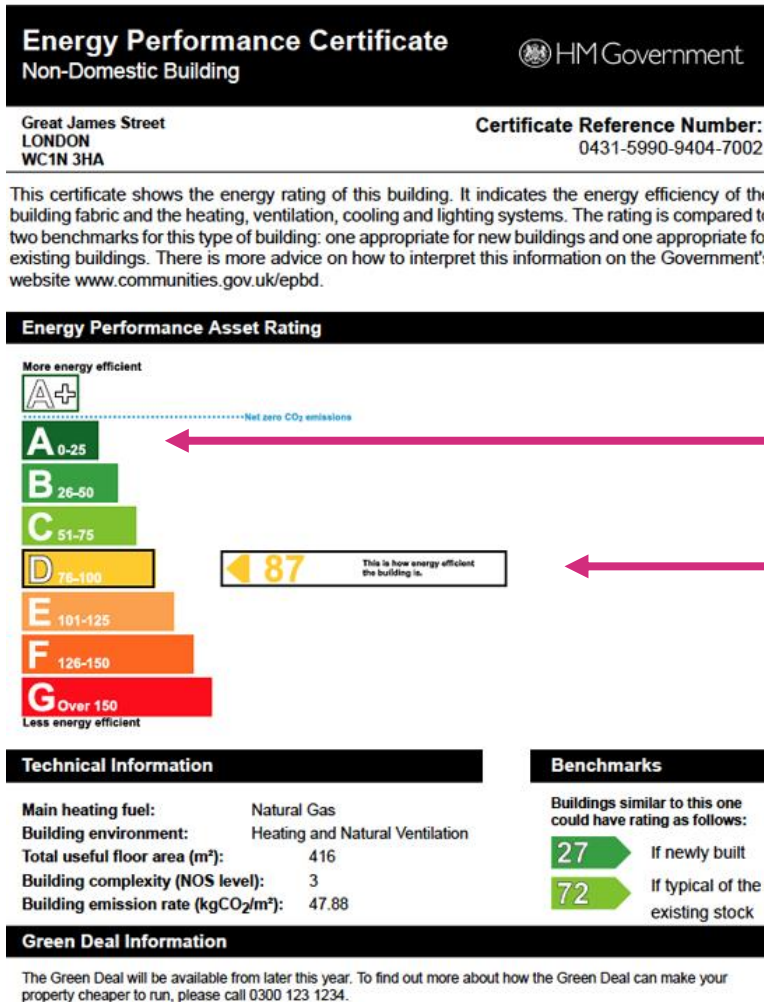 Energy Performance Certificate
Non-Domestic Building
HM Government
Great James Street
LONDON
WC1N 3HA
Certificate Reference Number:
0431-5990-9404-7002
This certificate shows the energy rating of this building. It indicates the energy efficiency of the
building fabric and the heating, ventilation, cooling and lighting systems. The rating is compared to
two benchmarks for this type of building: one appropriate for new buildings and one appropriate fo
existing buildings. There is more advice on how to interpret this information on the Government's
website www.communities.gov.uk/epbd.
Energy Performance Asset Rating
More energy efficient
A+
Net zero CO₂ emissions
A 0-25
B 26-50
C 51-75
D 76-100
87
This is how energy efficient
the building is.
E 101-125
F 126-150
G Over 150
Less energy efficient
Technical Information
Main heating fuel: Natural Gas
Building environment: Heating and Natural Ventilation
Total useful floor area (m²): 416
Building complexity (NOS level): 3
Building emission rate (kgCO₂/m²): 47.88
Benchmarks
Buildings similar to this one
could have rating as follows:
27 If newly built
72 If typical of the
existing stock
Green Deal Information
The Green Deal will be available from later this year. To find out more about how the Green Deal can make your
property cheaper to run, please call 0300 123 1234.